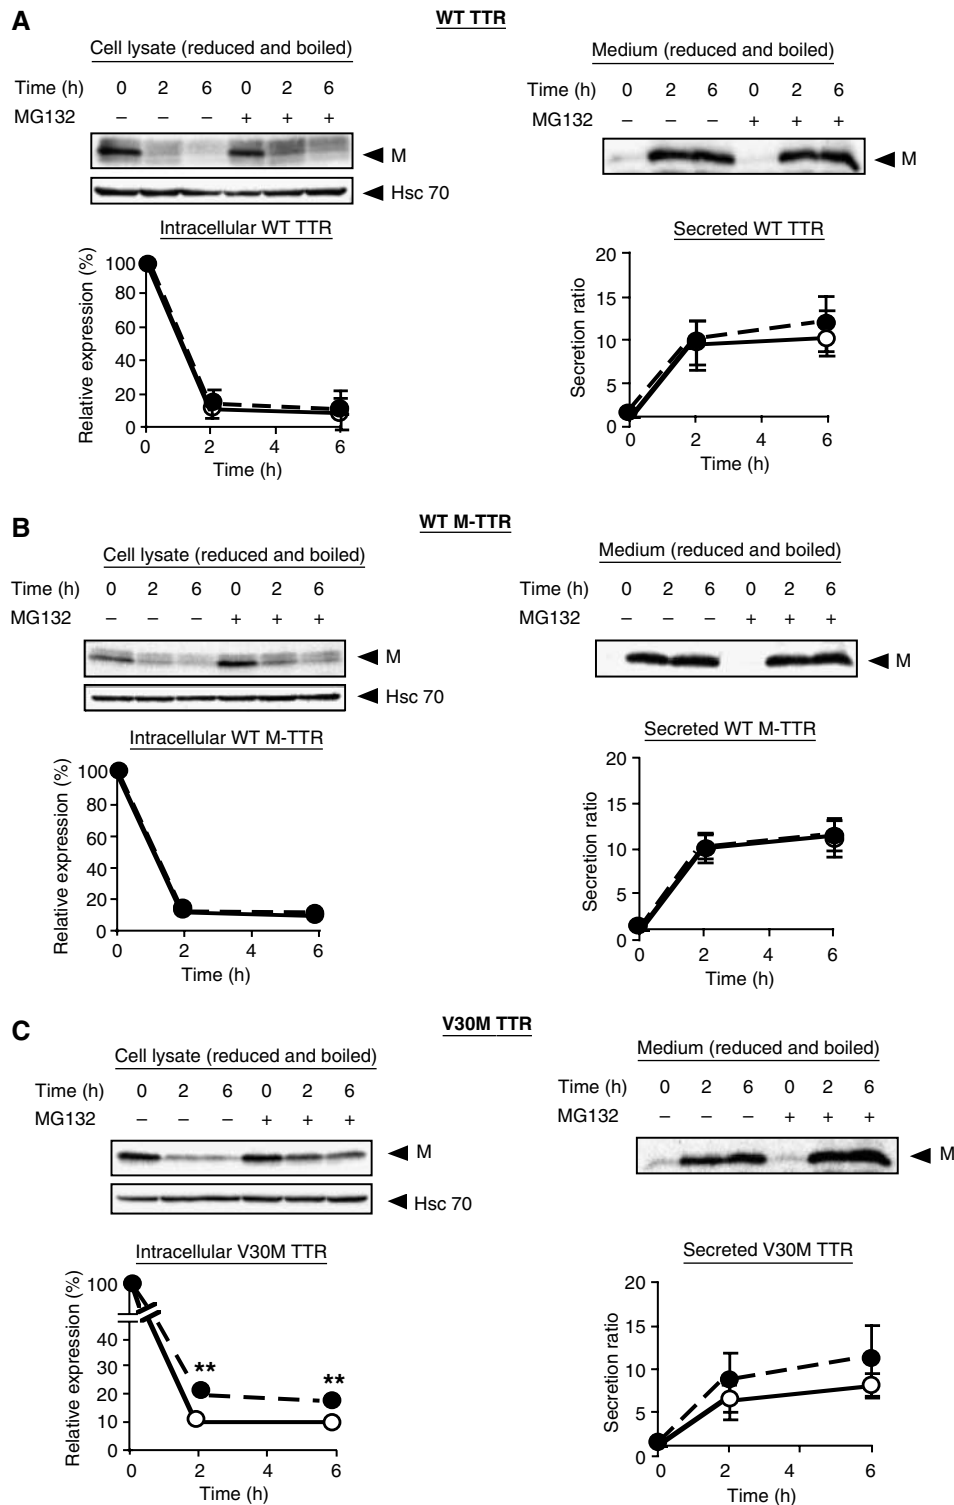 A
WT TTR
Cell lysate (reduced and boiled)
Time (h) 0 2 6 0 2 6
MG132 – – – + + +
M
Hsc 70
Intracellular WT TTR
Relative expression (%)
100
80
60
40
20
0
0 2 4 6
Time (h)
Medium (reduced and boiled)
Time (h) 0 2 6 0 2 6
MG132 – – – + + +
M
Secreted WT TTR
Secretion ratio
20
15
10
5
0
0 2 4 6
Time (h)
B
WT M-TTR
Cell lysate (reduced and boiled)
Time (h) 0 2 6 0 2 6
MG132 – – – + + +
M
Hsc 70
Intracellular WT M-TTR
Relative expression (%)
100
80
60
40
20
0
0 2 4 6
Time (h)
Medium (reduced and boiled)
Time (h) 0 2 6 0 2 6
MG132 – – – + + +
M
Secreted WT M-TTR
Secretion ratio
20
15
10
5
0
0 2 4 6
Time (h)
C
V30M TTR
Cell lysate (reduced and boiled)
Time (h) 0 2 6 0 2 6
MG132 – – – + + +
M
Hsc 70
Intracellular V30M TTR
Relative expression (%)
100
40
30
20
10
0
** **
0 2 4 6
Time (h)
Medium (reduced and boiled)
Time (h) 0 2 6 0 2 6
MG132 – – – + + +
M
Secreted V30M TTR
Secretion ratio
20
15
10
5
0
0 2 4 6
Time (h)